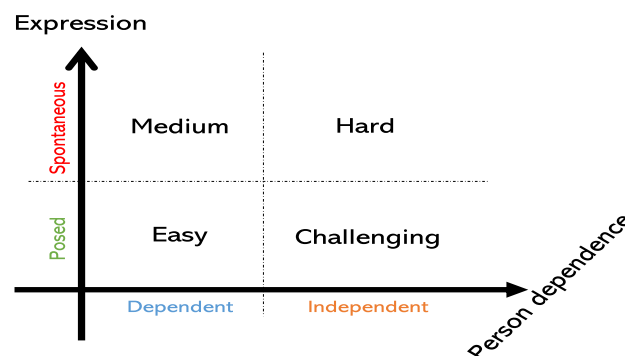 Expression
Spontaneous
Medium
Hard
Posed
Easy
Challenging
Dependent
Independent
Person dependence